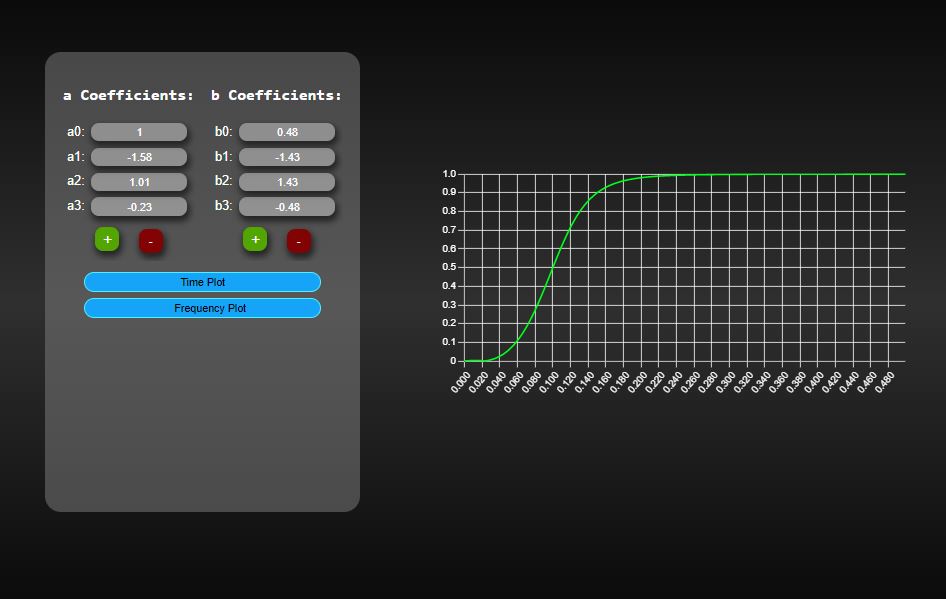 a Coefficients: b Coefficients:
a0: 1 b0: 0.48
a1: -1.58 b1: -1.43
a2: 1.01 b2: 1.43
a3: -0.23 b3: -0.48
+ - + -
Time Plot
Frequency Plot
1.0
0.9
0.8
0.7
0.6
0.5
0.4
0.3
0.2
0.1
0
0.000 0.020 0.040 0.060 0.080 0.100 0.120 0.140 0.160 0.180 0.200 0.220 0.240 0.260 0.280 0.300 0.320 0.340 0.360 0.380 0.400 0.420 0.440 0.460 0.480